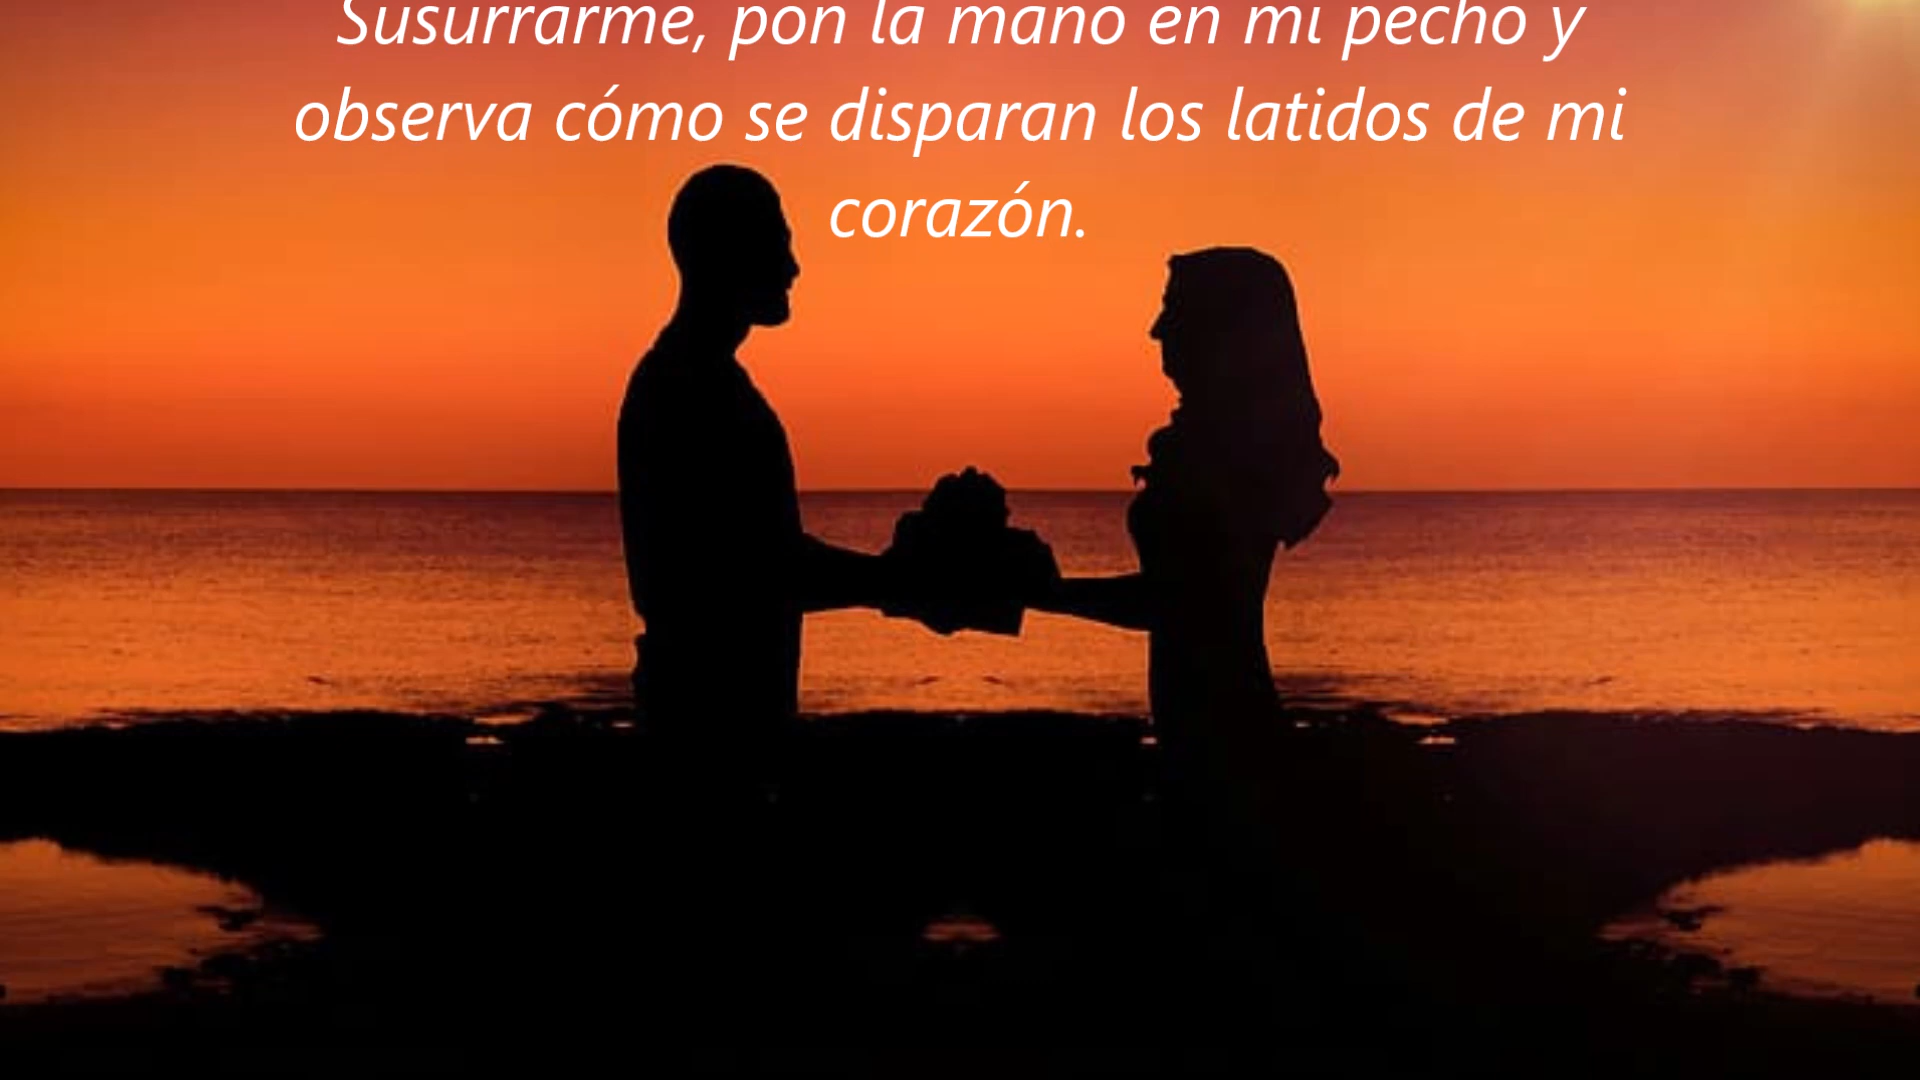 Susurrarme, pon la mano en mi pecho y
observa cómo se disparan los latidos de mi
corazón.